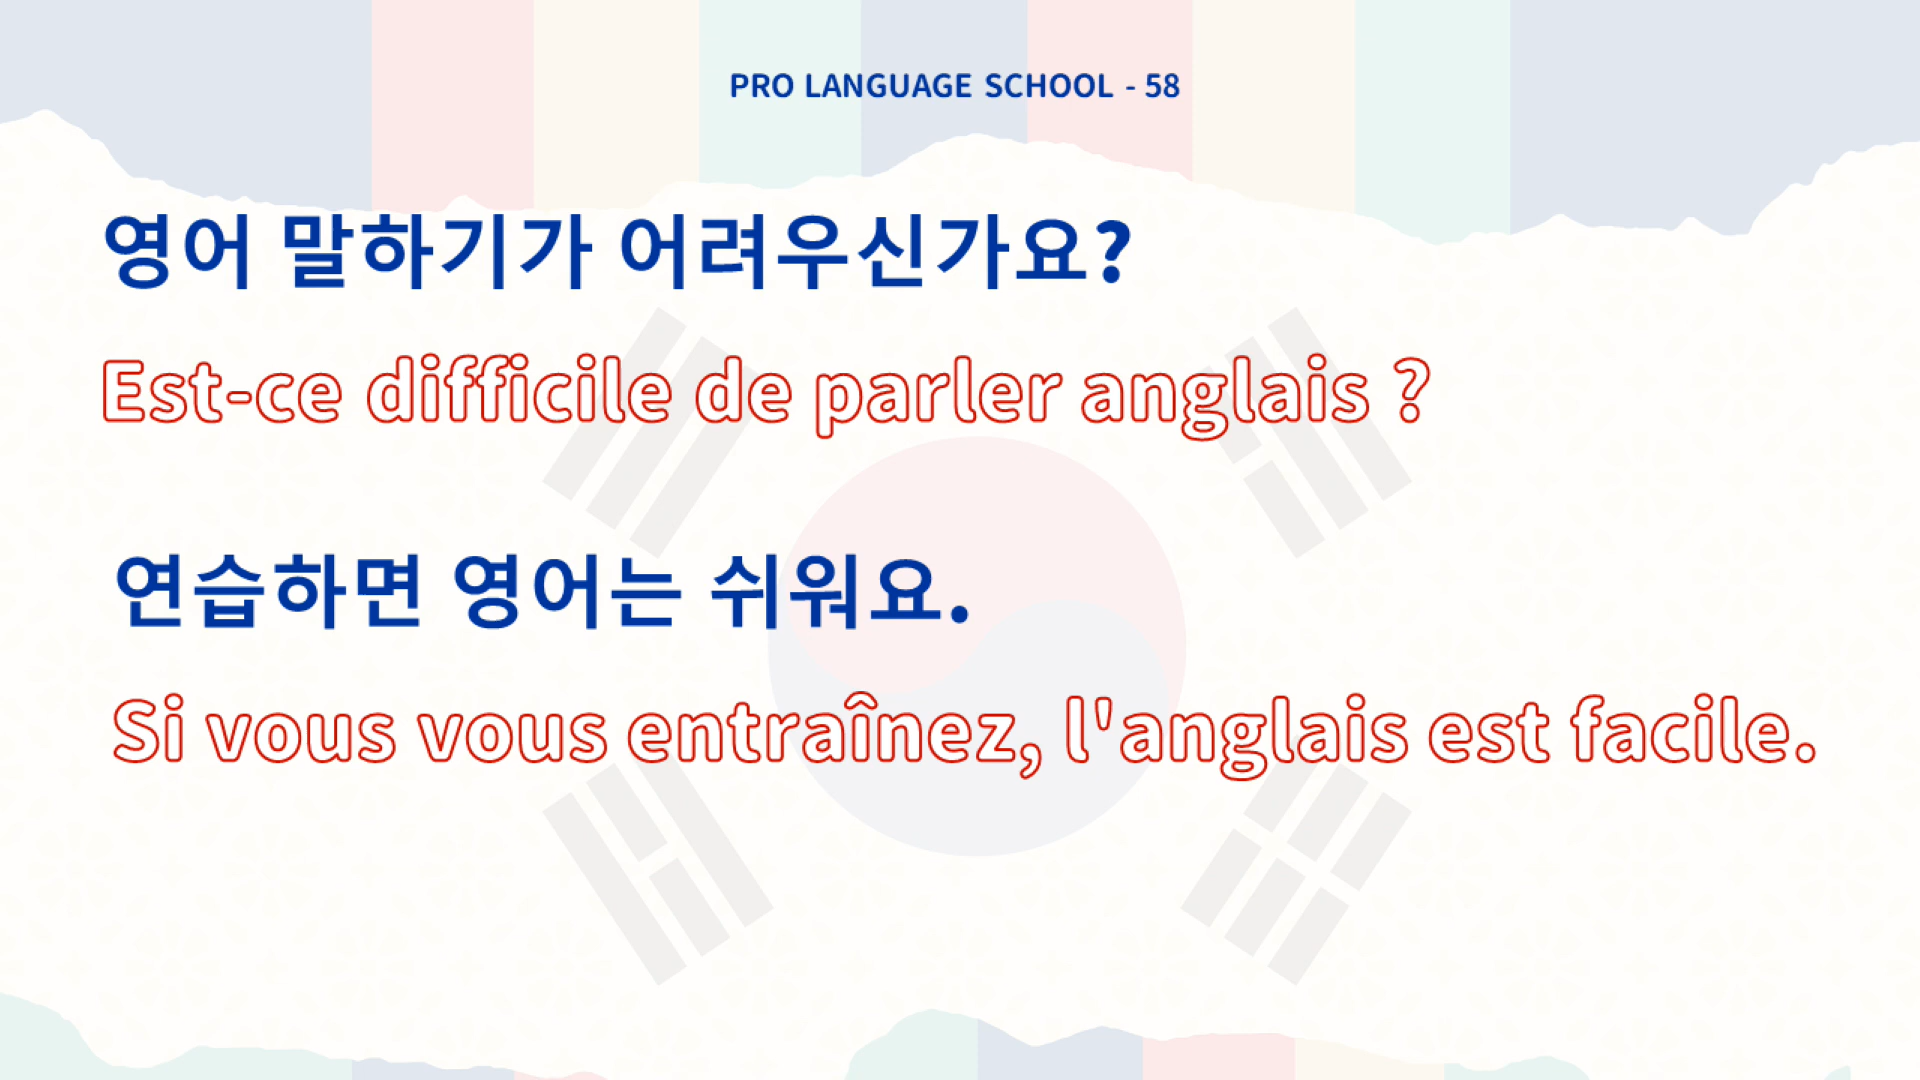 PRO LANGUAGE SCHOOL - 58
영어 말하기가 어려우신가요?
Est-ce difficile de parler anglais ?
연습하면 영어는 쉬워요.
Si vous vous entraînez, l'anglais est facile.